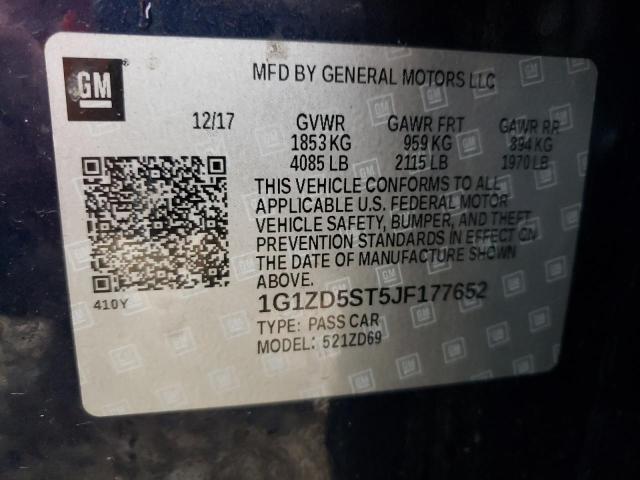 GM
MFD BY GENERAL MOTORS LLC
12/17 GVWR GAWR FRT GAWR RR
1853 KG 959 KG 894 KG
4085 LB 2115 LB 1970 LB
THIS VEHICLE CONFORMS TO ALL
APPLICABLE U.S. FEDERAL MOTOR
VEHICLE SAFETY, BUMPER, AND THEFT
PREVENTION STANDARDS IN EFFECT ON
THE DATE OF MANUFACTURE SHOWN
ABOVE.
410Y
1G1ZD5ST5JF177652
TYPE: PASS CAR
MODEL: 521ZD69